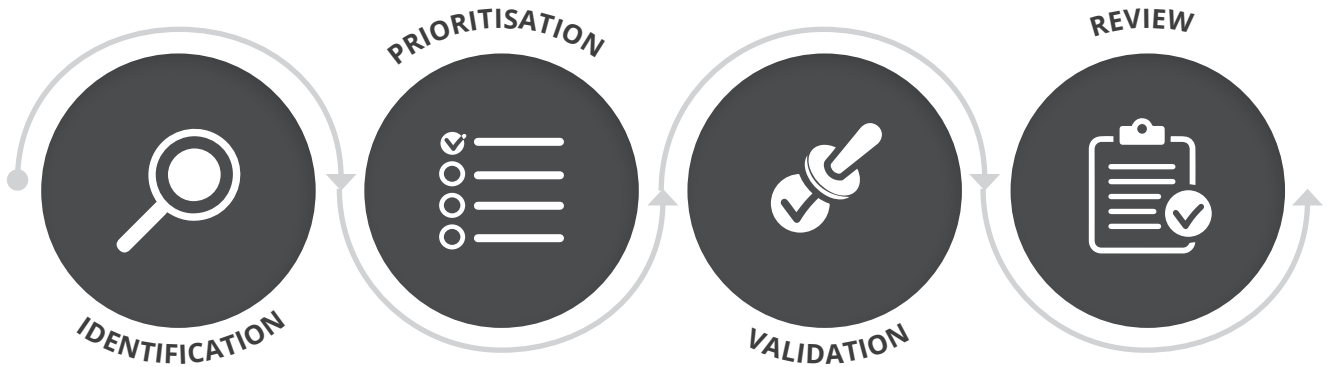 IDENTIFICATION
PRIORITISATION
VALIDATION
REVIEW